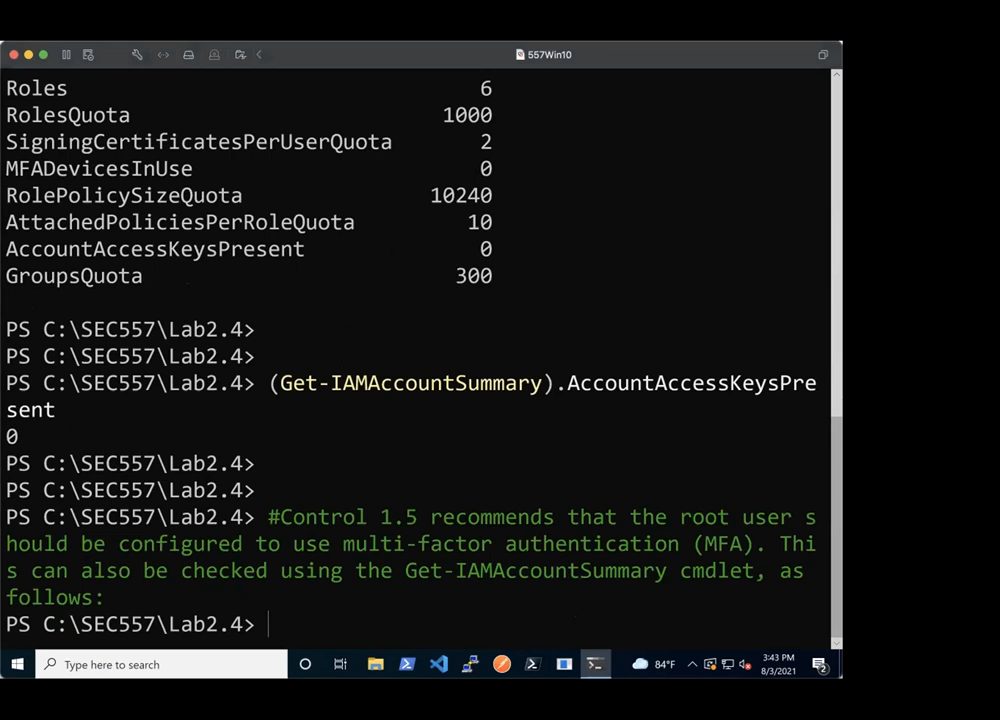 557Win10
Roles 6
RolesQuota 1000
SigningCertificatesPerUserQuota 2
MFADevicesInUse 0
RolePolicySizeQuota 10240
AttachedPoliciesPerRoleQuota 10
AccountAccessKeysPresent 0
GroupsQuota 300
PS C:\SEC557\Lab2.4>
PS C:\SEC557\Lab2.4>
PS C:\SEC557\Lab2.4> (Get-IAMAccountSummary).AccountAccessKeysPre
sent
0
PS C:\SEC557\Lab2.4>
PS C:\SEC557\Lab2.4>
PS C:\SEC557\Lab2.4> #Control 1.5 recommends that the root user s
hould be configured to use multi-factor authentication (MFA). Thi
s can also be checked using the Get-IAMAccountSummary cmdlet, as
follows:
PS C:\SEC557\Lab2.4>
Type here to search
84°F
3:43 PM
8/3/2021
2